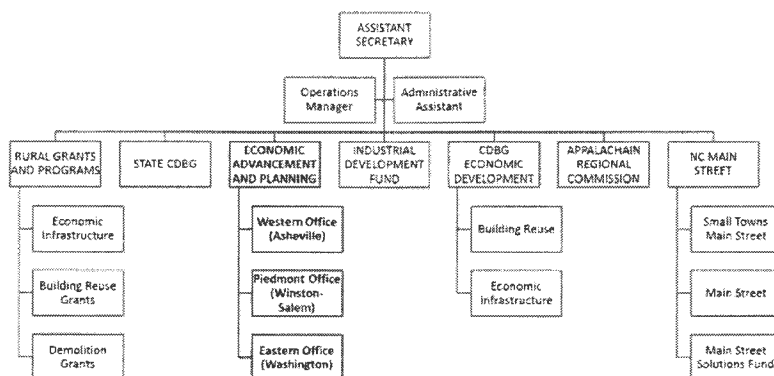 ASSISTANT
SECRETARY
Operations
Manager
Administrative
Assistant
RURAL GRANTS
AND PROGRAMS
STATE CDBG
ECONOMIC
ADVANCEMENT
AND PLANNING
INDUSTRIAL
DEVELOPMENT
FUND
CDBG
ECONOMIC
DEVELOPMENT
APPALACHAIN
REGIONAL
COMMISSION
NC MAIN
STREET
Economic
Infrastructure
Building Reuse
Grants
Demolition
Grants
Western Office
(Asheville)
Piedmont Office
(Winston-
Salem)
Eastern Office
(Washington)
Building Reuse
Economic
Infrastructure
Small Towns
Main Street
Main Street
Main Street
Solutions Fund